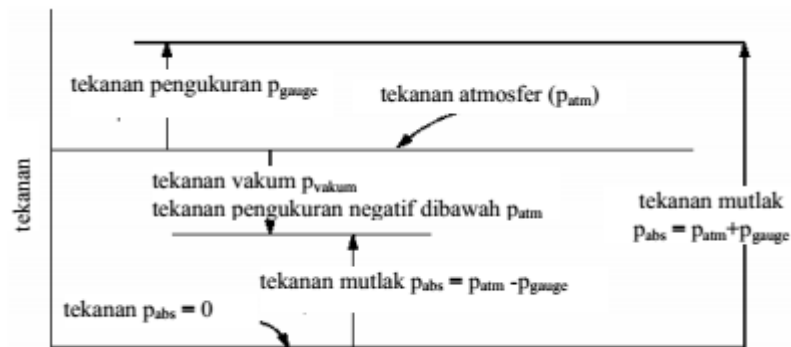 tekanan pengukuran pgauge
tekanan atmosfer (patm)
tekanan
tekanan vakum pvakum
tekanan pengukuran negatif dibawah patm
tekanan mutlak
pabs = patm+pgauge
tekanan mutlak pabs = patm -pgauge
tekanan pabs = 0